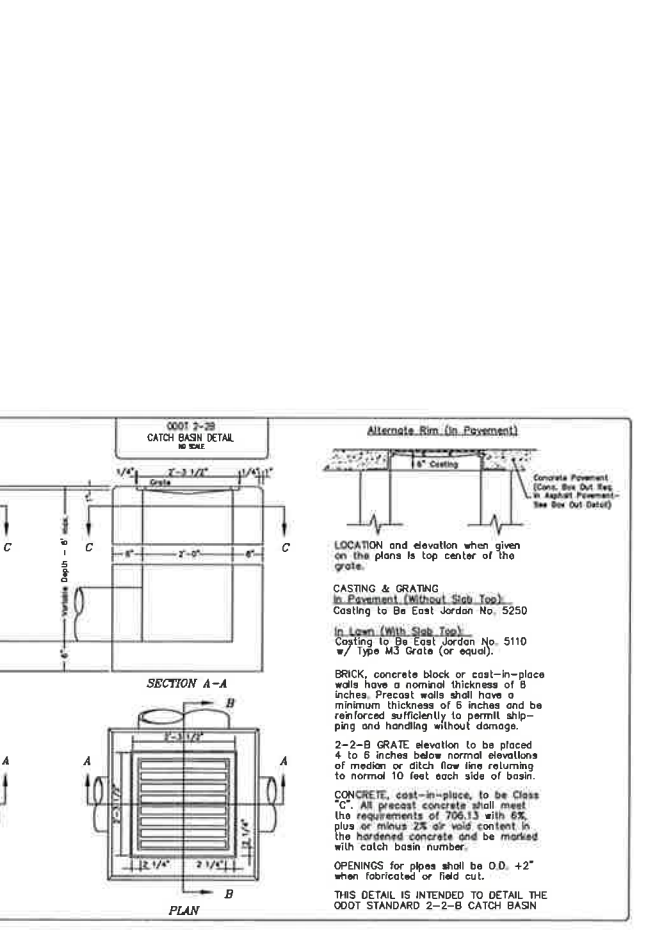 ODOT 2-2B
CATCH BASIN DETAIL
NO SCALE
1/4" 2'-3 1/2" 1/4" 1"
Grate
1"
C C C
6" 2'-0" 6"
Variable Depth - 6' max.
6"
SECTION A-A
B
2'-3 1/2"
A A A
2'-3 1/2"
2 1/4"
2 1/4" 2 1/4"
B
PLAN
Alternate Rim (In Pavement)
6" Casting
Concrete Pavement
(Conc. Box Out Req.
in Asphalt Pavement-
See Box Out Detail)
LOCATION and elevation when given
on the plans is top center of the
grate.
CASTING & GRATING
In Pavement (Without Slab Top):
Casting to Be East Jordan No. 5250
In Lawn (With Slab Top):
Casting to Be East Jordan No. 5110
w/ Type M3 Grate (or equal).
BRICK, concrete block or cast-in-place
walls have a nominal thickness of 8
inches. Precast walls shall have a
minimum thickness of 6 inches and be
reinforced sufficiently to permit ship-
ping and handling without damage.
2-2-B GRATE elevation to be placed
4 to 6 inches below normal elevations
of median or ditch flow line returning
to normal 10 feet each side of basin.
CONCRETE, cast-in-place, to be Class
"C". All precast concrete shall meet
the requirements of 706.13 with 6%,
plus or minus 2% air void content in
the hardened concrete and be marked
with catch basin number.
OPENINGS for pipes shall be O.D. +2"
when fabricated or field cut.
THIS DETAIL IS INTENDED TO DETAIL THE
ODOT STANDARD 2-2-B CATCH BASIN